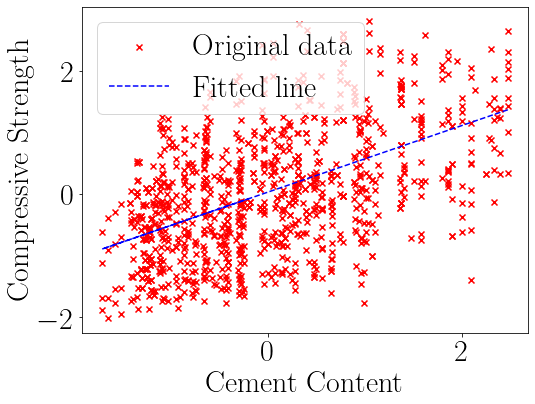 Original data
Fitted line
Compressive Strength
2
0
−2
0
2
Cement Content